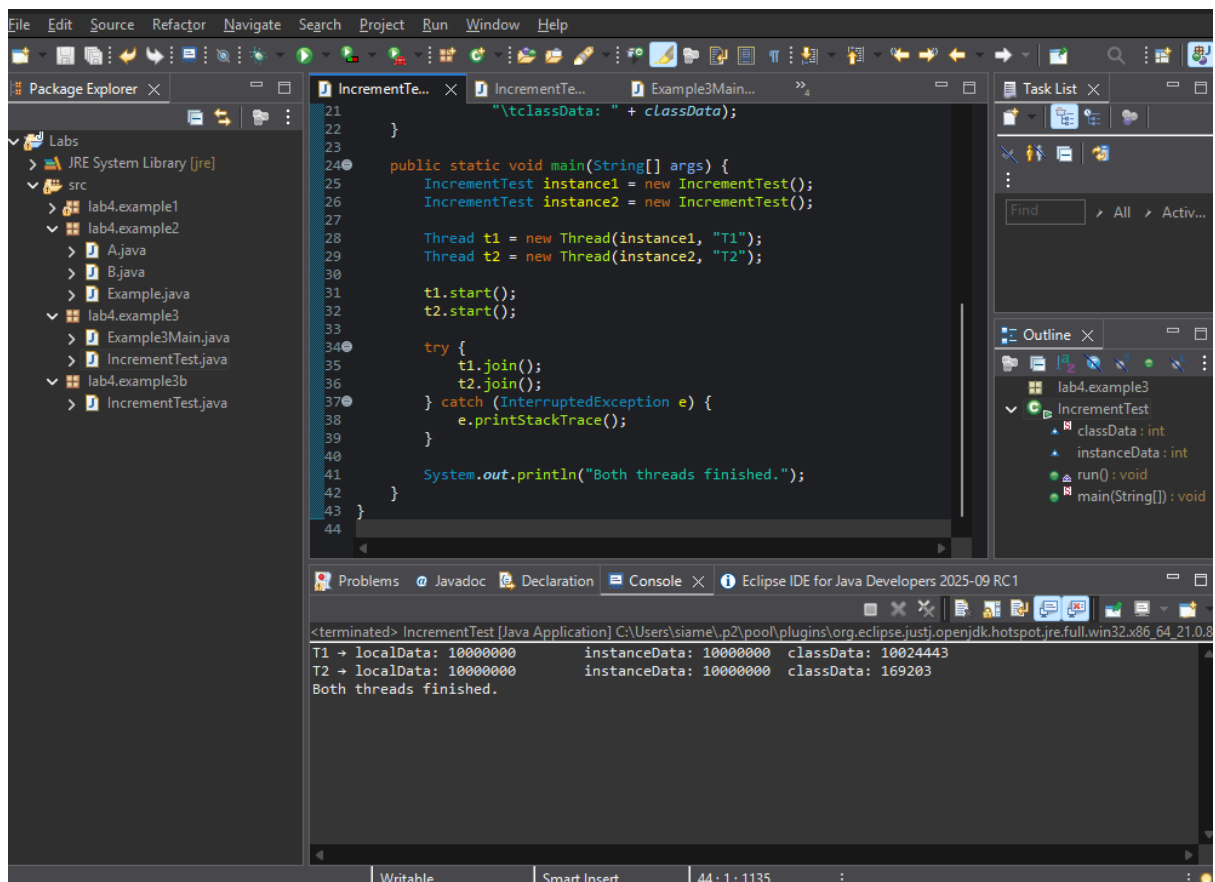 File Edit Source Refactor Navigate Search Project Run Window Help
Package Explorer
Labs
JRE System Library [jre]
src
lab4.example1
lab4.example2
A.java
B.java
Example.java
lab4.example3
Example3Main.java
IncrementTest.java
lab4.example3b
IncrementTest.java
IncrementTe... IncrementTe... Example3Main... »4
21 "\tclassData: " + classData);
22 }
23
24 public static void main(String[] args) {
25 IncrementTest instance1 = new IncrementTest();
26 IncrementTest instance2 = new IncrementTest();
27
28 Thread t1 = new Thread(instance1, "T1");
29 Thread t2 = new Thread(instance2, "T2");
30
31 t1.start();
32 t2.start();
33
34 try {
35 t1.join();
36 t2.join();
37 } catch (InterruptedException e) {
38 e.printStackTrace();
39 }
40
41 System.out.println("Both threads finished.");
42 }
43 }
44
Task List
Find All Activ...
Outline
lab4.example3
IncrementTest
classData : int
instanceData : int
run() : void
main(String[]) : void
Problems Javadoc Declaration Console Eclipse IDE for Java Developers 2025-09 RC1
<terminated> IncrementTest [Java Application] C:\Users\siame\.p2\pool\plugins\org.eclipse.justj.openjdk.hotspot.jre.full.win32.x86_64_21.0.8
T1 → localData: 10000000 instanceData: 10000000 classData: 10024443
T2 → localData: 10000000 instanceData: 10000000 classData: 169203
Both threads finished.
Writable Smart Insert 44 : 1 : 1135